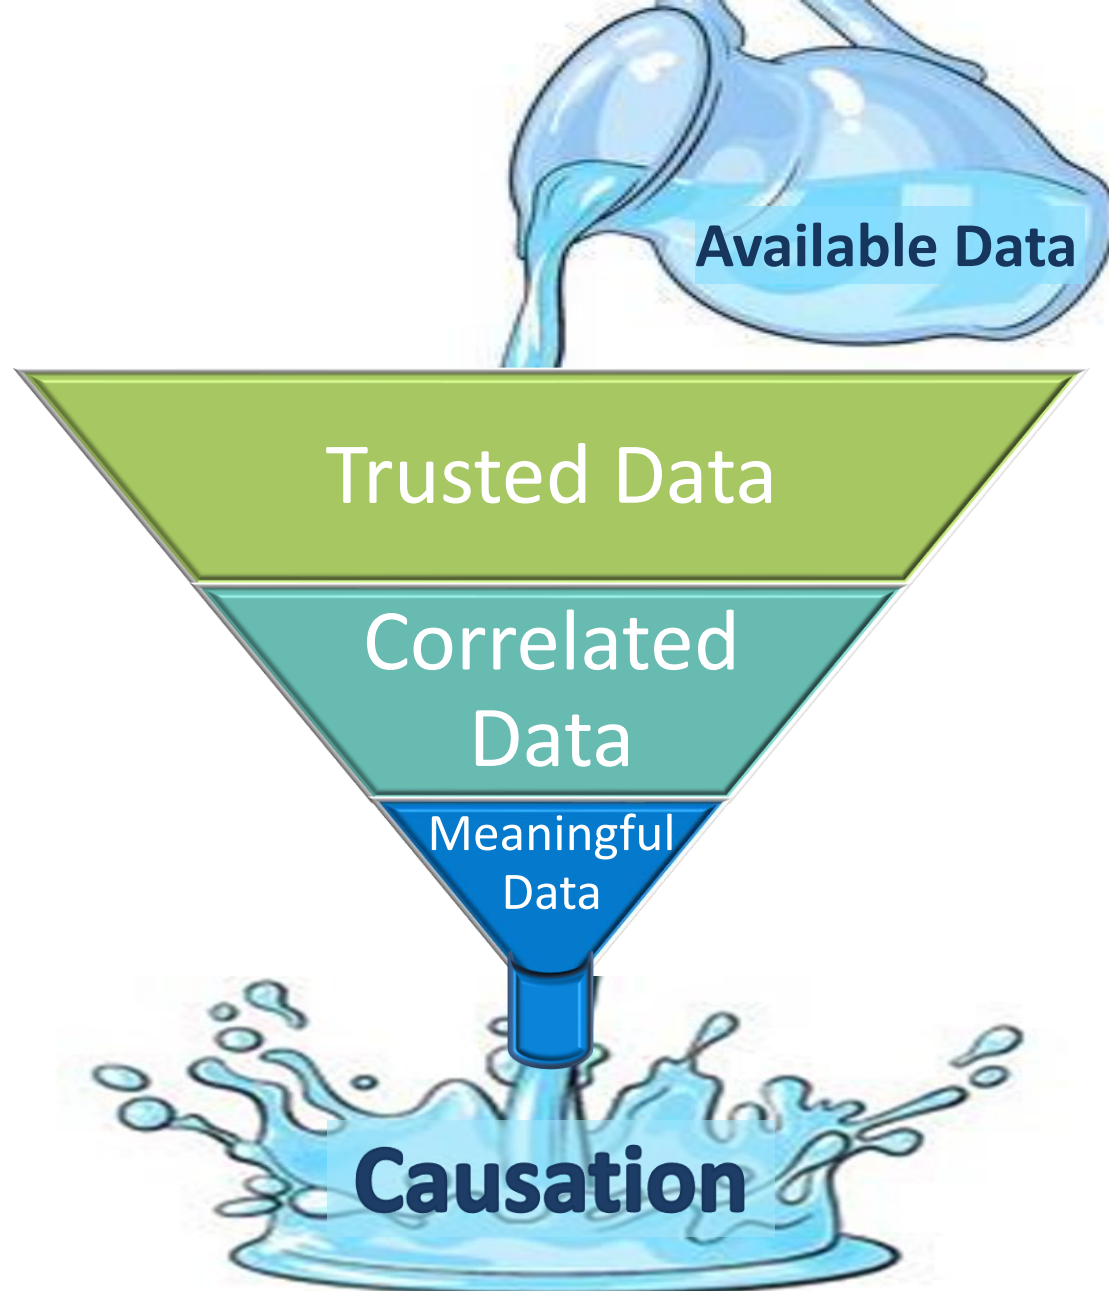 Available Data
Trusted Data
Correlated
Data
Meaningful
Data
Causation